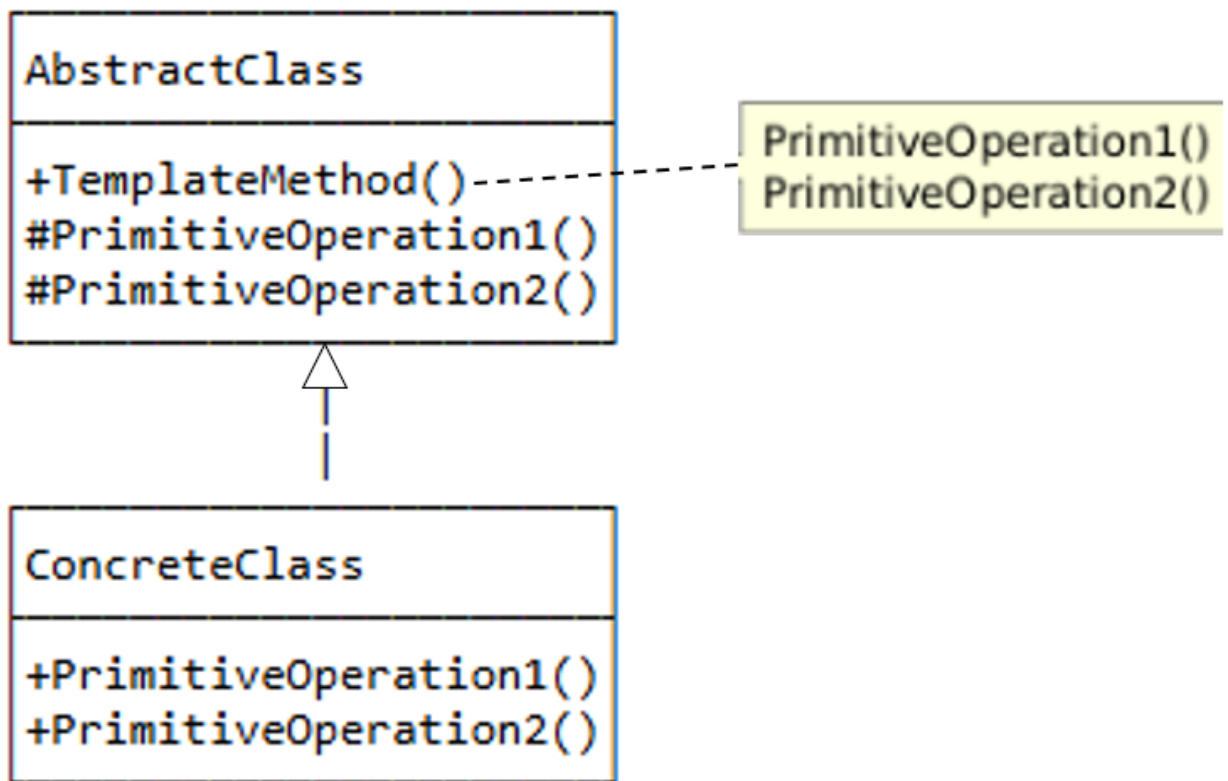 AbstractClass
+TemplateMethod()
#PrimitiveOperation1()
#PrimitiveOperation2()
PrimitiveOperation1()
PrimitiveOperation2()
ConcreteClass
+PrimitiveOperation1()
+PrimitiveOperation2()